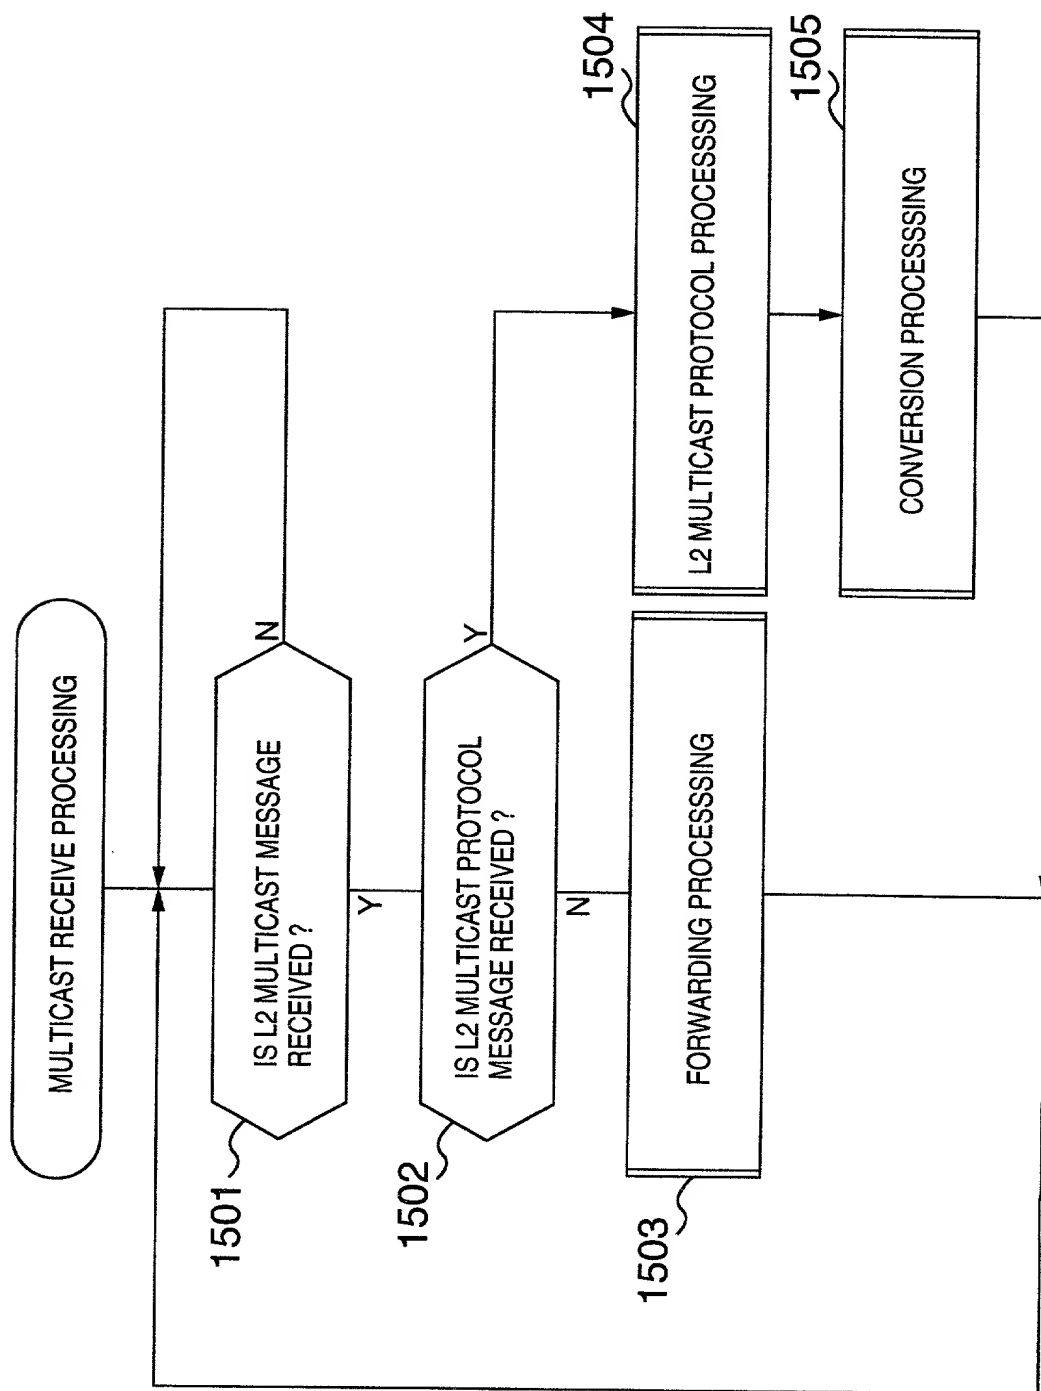 MULTICAST RECEIVE PROCESSING
1501
IS L2 MULTICAST MESSAGE
RECEIVED ?
N
Y
1502
IS L2 MULTICAST PROTOCOL
MESSAGE RECEIVED ?
Y
N
1503
FORWARDING PROCESSSING
1504
L2 MULTICAST PROTOCOL PROCESSSING
1505
CONVERSION PROCESSSING